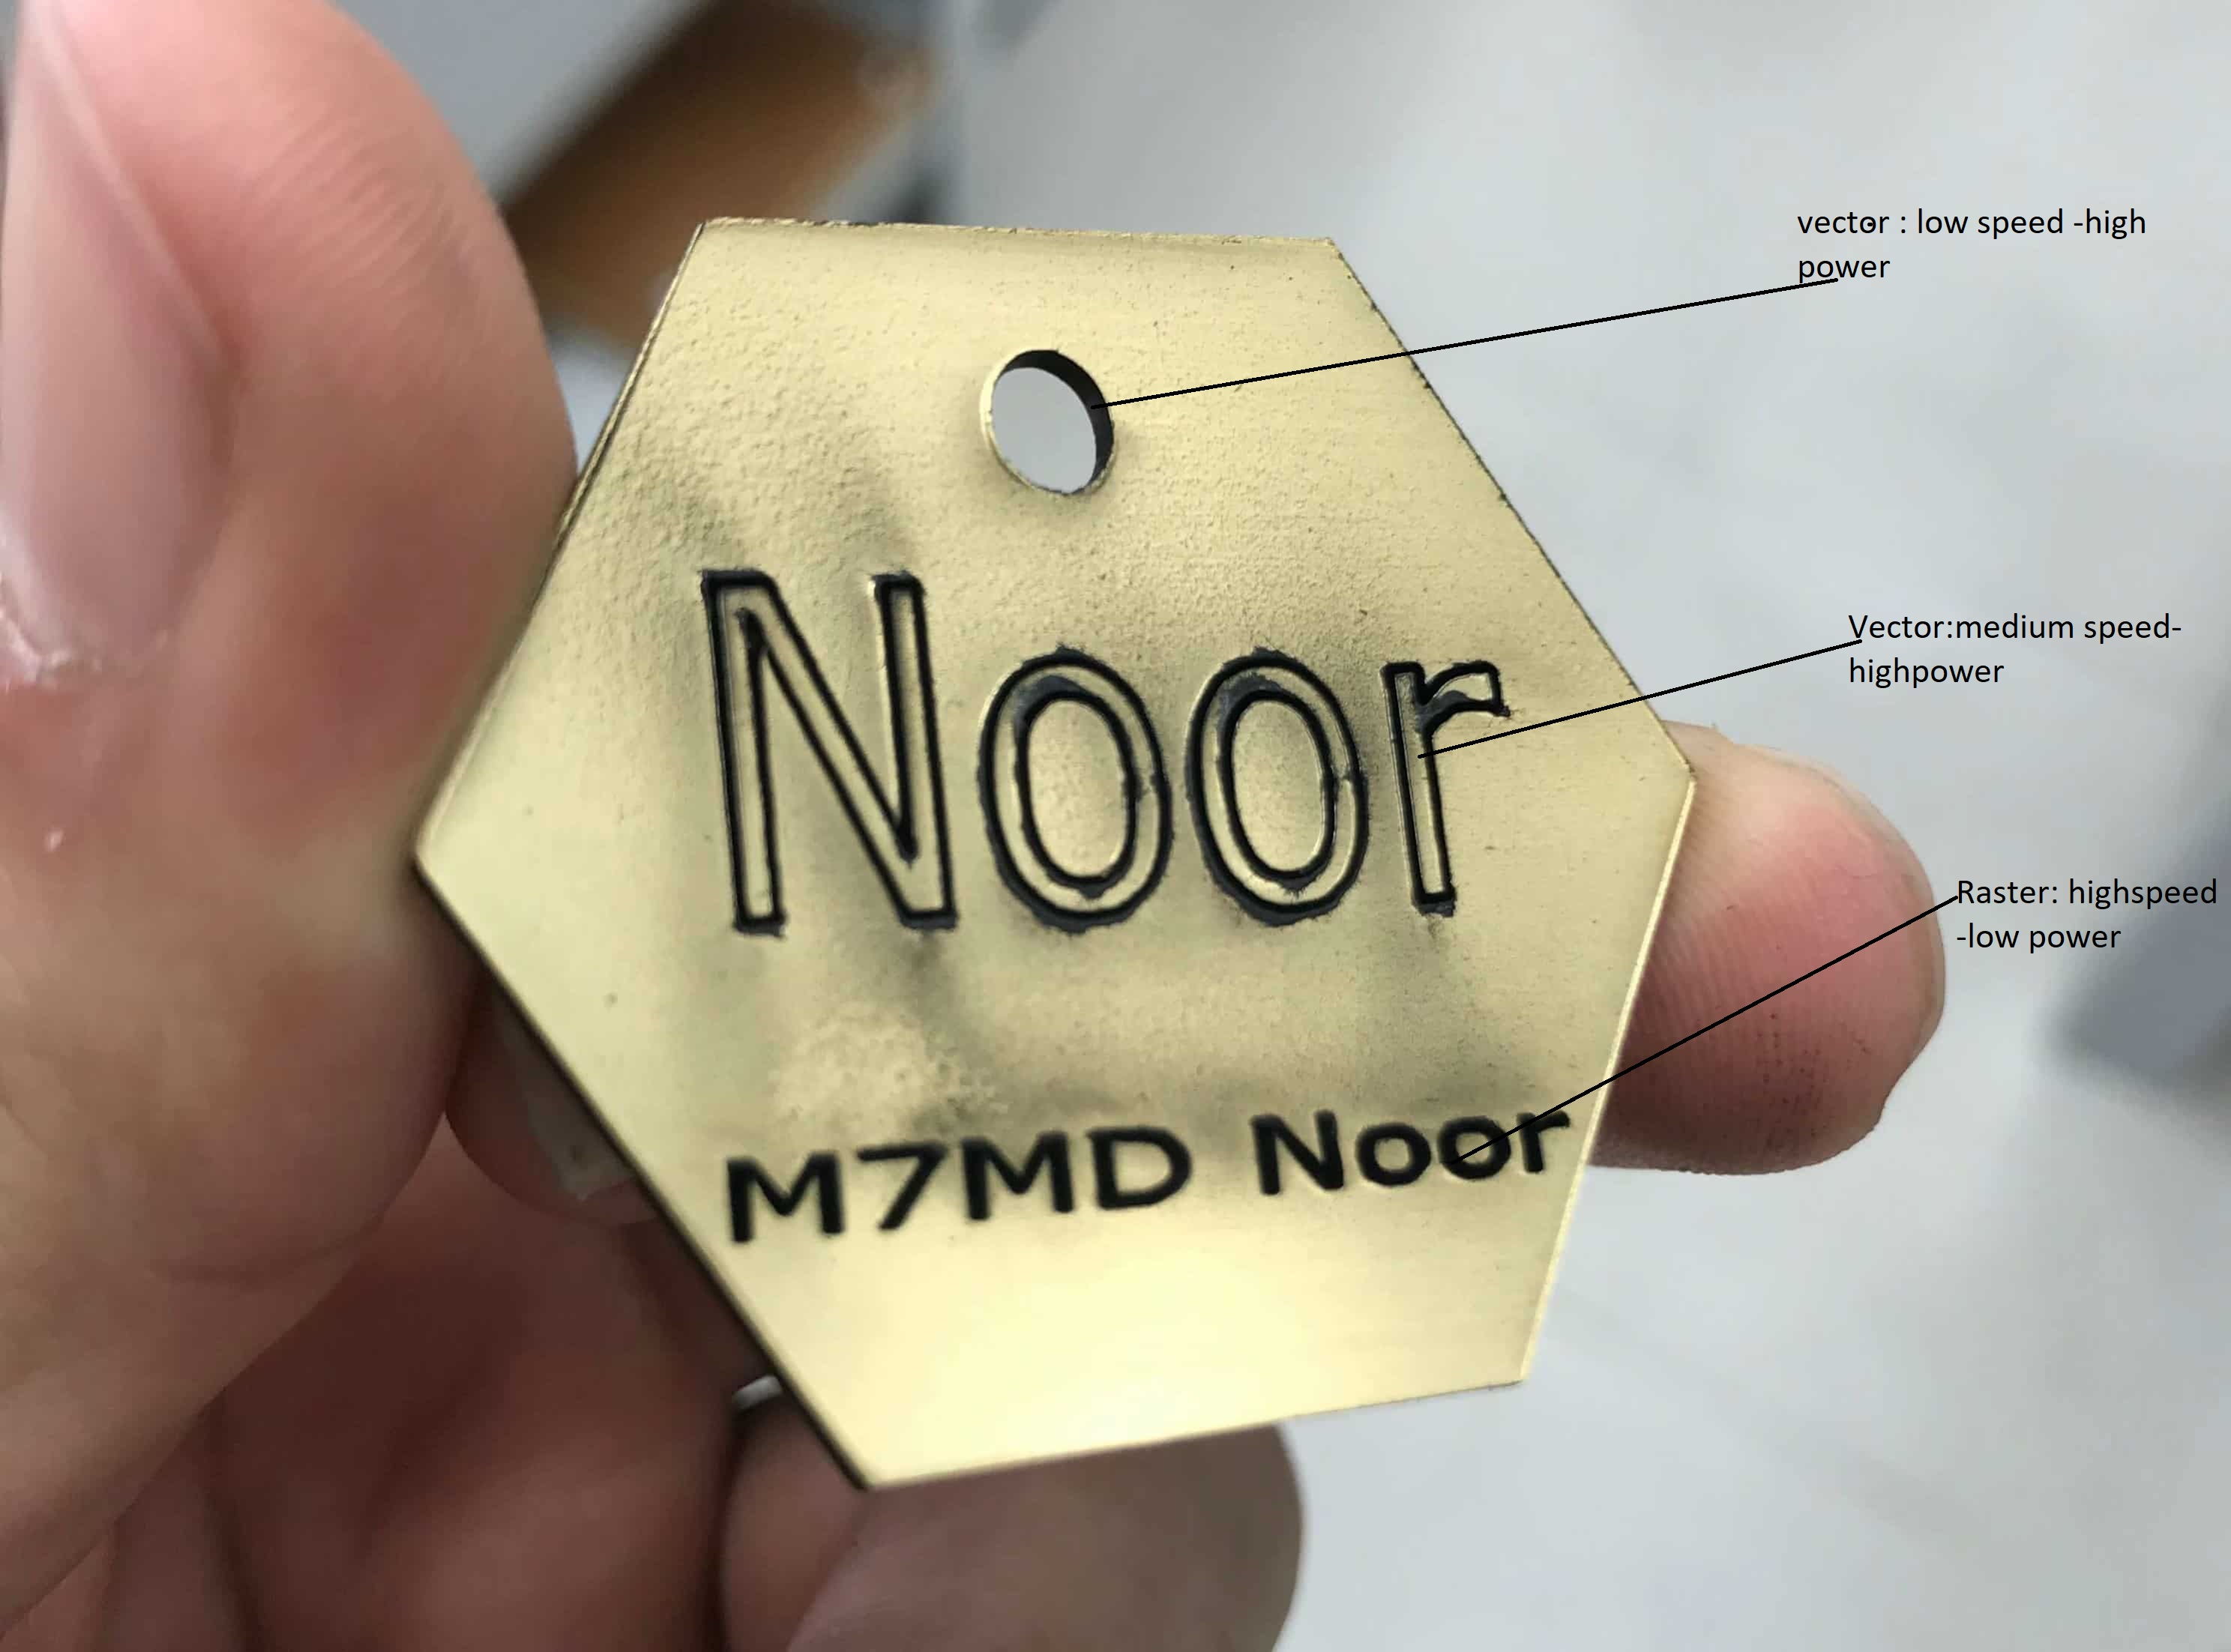 vector : low speed -high
power
Noor
Vector:medium speed-
highpower
Raster: highspeed
-low power
M7MD Noor